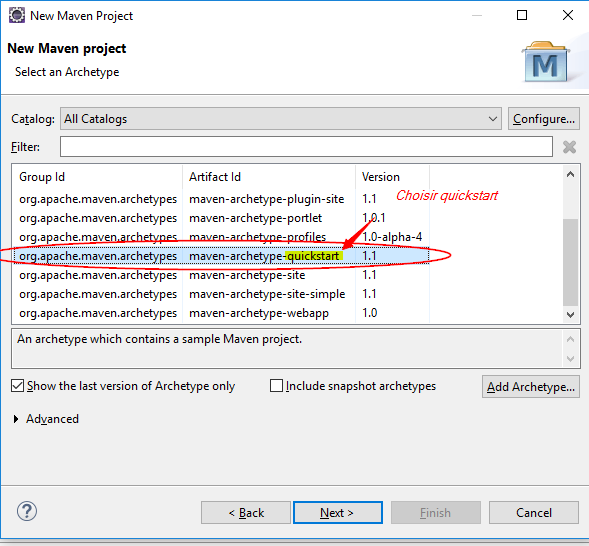 New Maven Project
New Maven project
Select an Archetype
Catalog: All Catalogs Configure...
Filter:
Group Id Artifact Id Version
org.apache.maven.archetypes maven-archetype-plugin-site 1.1
Choisir quickstart
org.apache.maven.archetypes maven-archetype-portlet 1.0.1
org.apache.maven.archetypes maven-archetype-profiles 1.0-alpha-4
org.apache.maven.archetypes maven-archetype-quickstart 1.1
org.apache.maven.archetypes maven-archetype-site 1.1
org.apache.maven.archetypes maven-archetype-site-simple 1.1
org.apache.maven.archetypes maven-archetype-webapp 1.0
An archetype which contains a sample Maven project.
Show the last version of Archetype only Include snapshot archetypes Add Archetype...
Advanced
? < Back Next > Finish Cancel